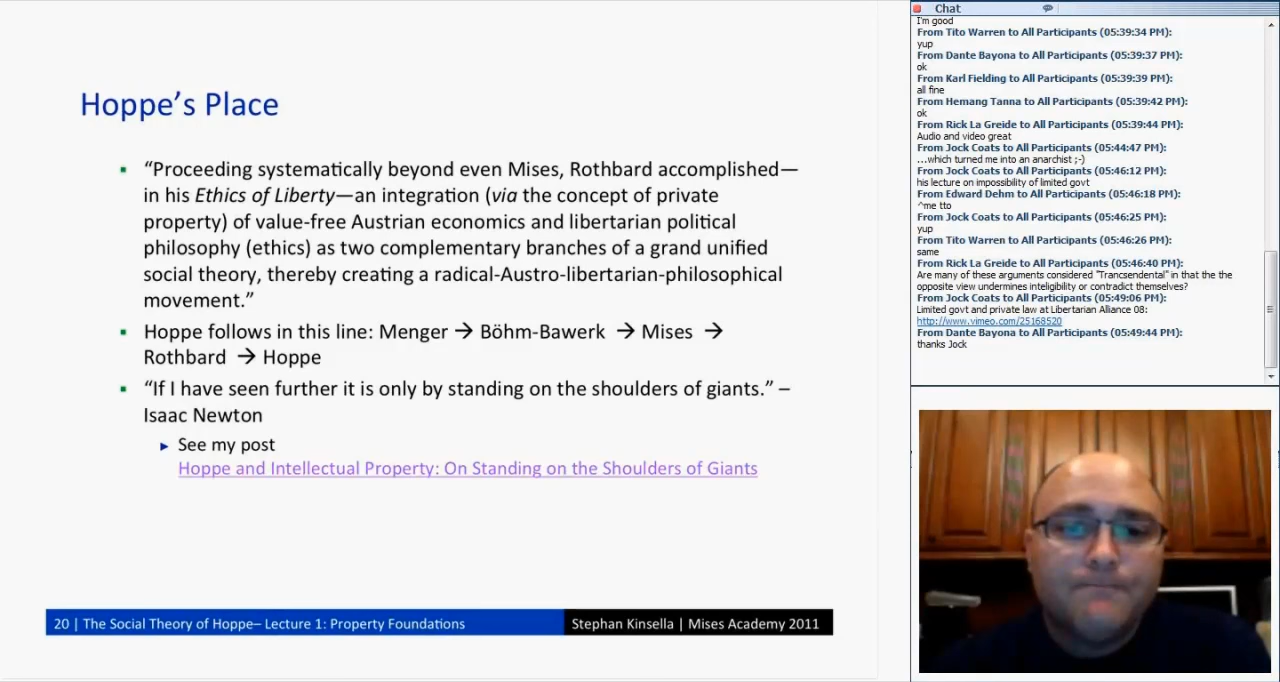 Hoppe's Place
▪ “Proceeding systematically beyond even Mises, Rothbard accomplished—
in his Ethics of Liberty—an integration (via the concept of private
property) of value-free Austrian economics and libertarian political
philosophy (ethics) as two complementary branches of a grand unified
social theory, thereby creating a radical-Austro-libertarian-philosophical
movement.”
▪ Hoppe follows in this line: Menger → Böhm-Bawerk → Mises →
Rothbard → Hoppe
▪ “If I have seen further it is only by standing on the shoulders of giants.” –
Isaac Newton
► See my post
Hoppe and Intellectual Property: On Standing on the Shoulders of Giants
20 | The Social Theory of Hoppe– Lecture 1: Property Foundations
Stephan Kinsella | Mises Academy 2011
Chat
I'm good
From Tito Warren to All Participants (05:39:34 PM):
yup
From Dante Bayona to All Participants (05:39:37 PM):
ok
From Karl Fielding to All Participants (05:39:39 PM):
all fine
From Hemang Tanna to All Participants (05:39:42 PM):
ok
From Rick La Greide to All Participants (05:39:44 PM):
Audio and video great
From Jock Coats to All Participants (05:44:47 PM):
...which turned me into an anarchist ;-)
From Jock Coats to All Participants (05:46:12 PM):
his lecture on impossibility of limited govt
From Edward Dehm to All Participants (05:46:18 PM):
^me tto
From Jock Coats to All Participants (05:46:25 PM):
yup
From Tito Warren to All Participants (05:46:26 PM):
same
From Rick La Greide to All Participants (05:46:40 PM):
Are many of these arguments considered "Trancsendental" in that the the
opposite view undermines inteligibility or contradict themselves?
From Jock Coats to All Participants (05:49:06 PM):
Limited govt and private law at Libertarian Alliance 08:
http://www.vimeo.com/25168520
From Dante Bayona to All Participants (05:49:44 PM):
thanks Jock